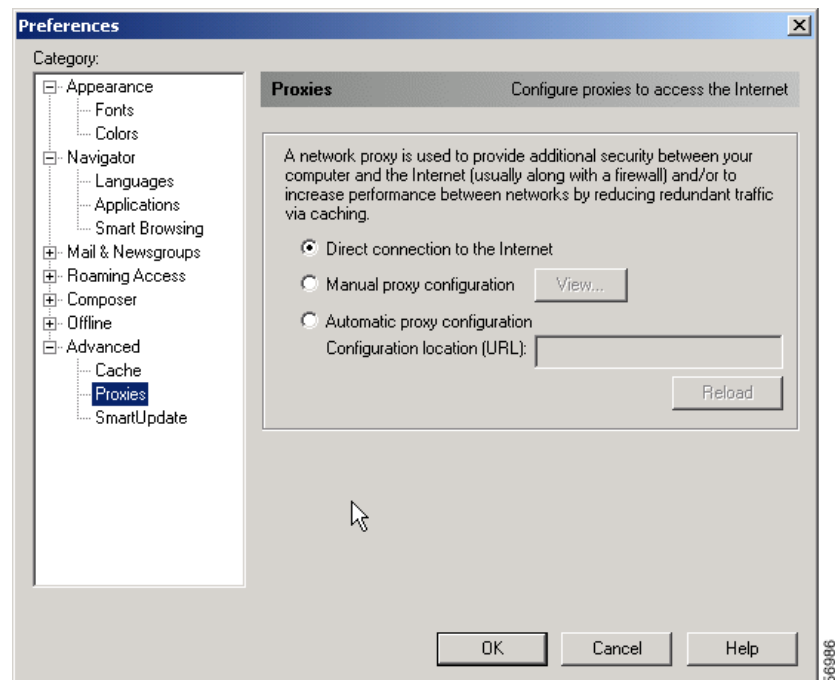 Preferences
Category:
Appearance
Fonts
Colors
Navigator
Languages
Applications
Smart Browsing
Mail & Newsgroups
Roaming Access
Composer
Offline
Advanced
Cache
Proxies
SmartUpdate
Proxies Configure proxies to access the Internet
A network proxy is used to provide additional security between your
computer and the Internet (usually along with a firewall) and/or to
increase performance between networks by reducing redundant traffic
via caching.
Direct connection to the Internet
Manual proxy configuration View...
Automatic proxy configuration
Configuration location (URL):
Reload
OK Cancel Help